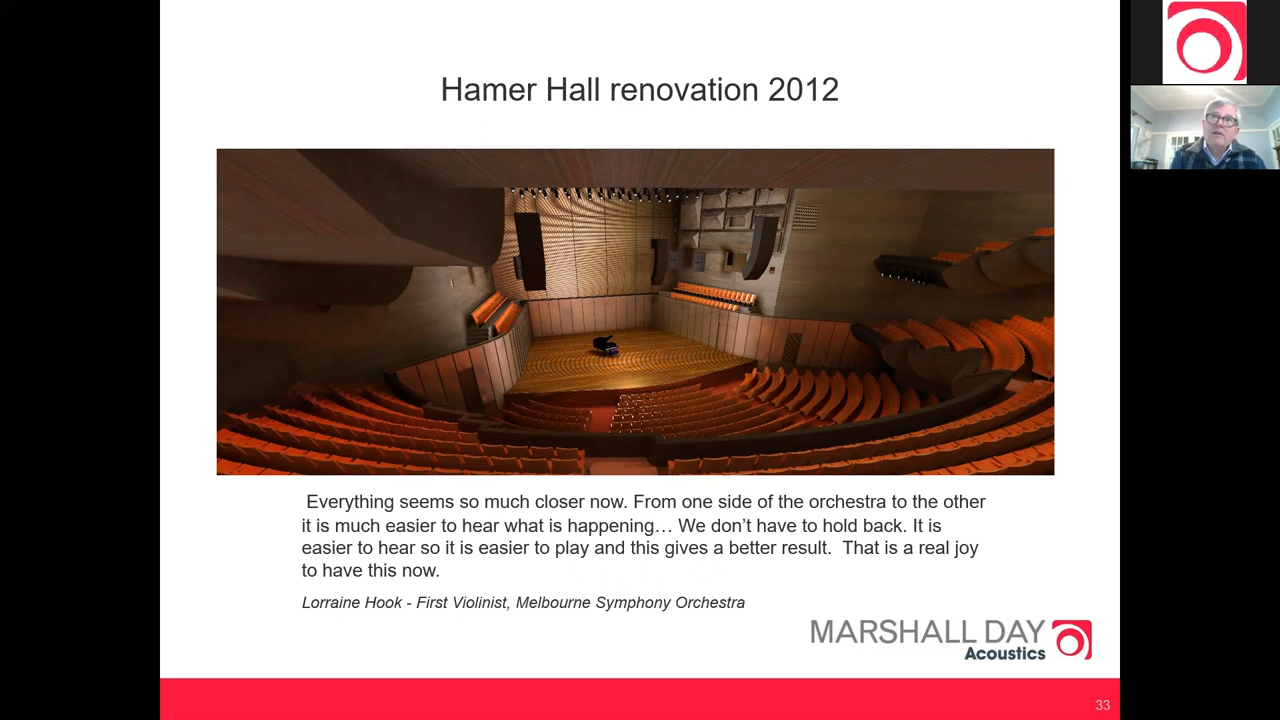 Hamer Hall renovation 2012
Everything seems so much closer now. From one side of the orchestra to the other
it is much easier to hear what is happening… We don’t have to hold back. It is
easier to hear so it is easier to play and this gives a better result.  That is a real joy
to have this now.
Lorraine Hook - First Violinist, Melbourne Symphony Orchestra
MARSHALL DAY
Acoustics
33